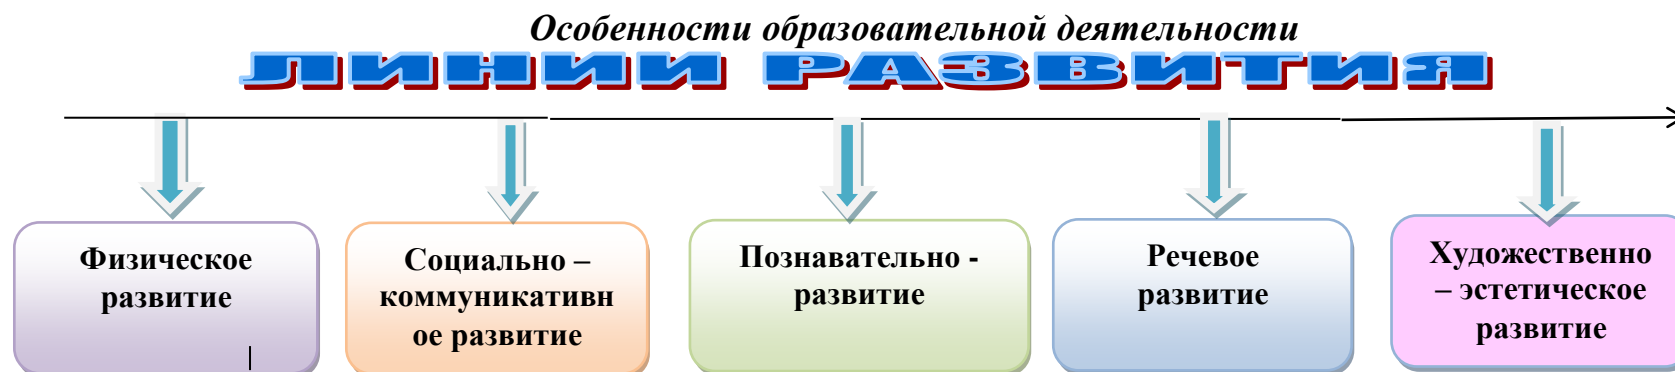 Особенности образовательной деятельности
ЛИНИИ РАЗВИТИЯ
Физическое
развитие
Социально –
коммуникативн
ое развитие
Познавательно -
развитие
Речевое
развитие
Художественно
– эстетическое
развитие